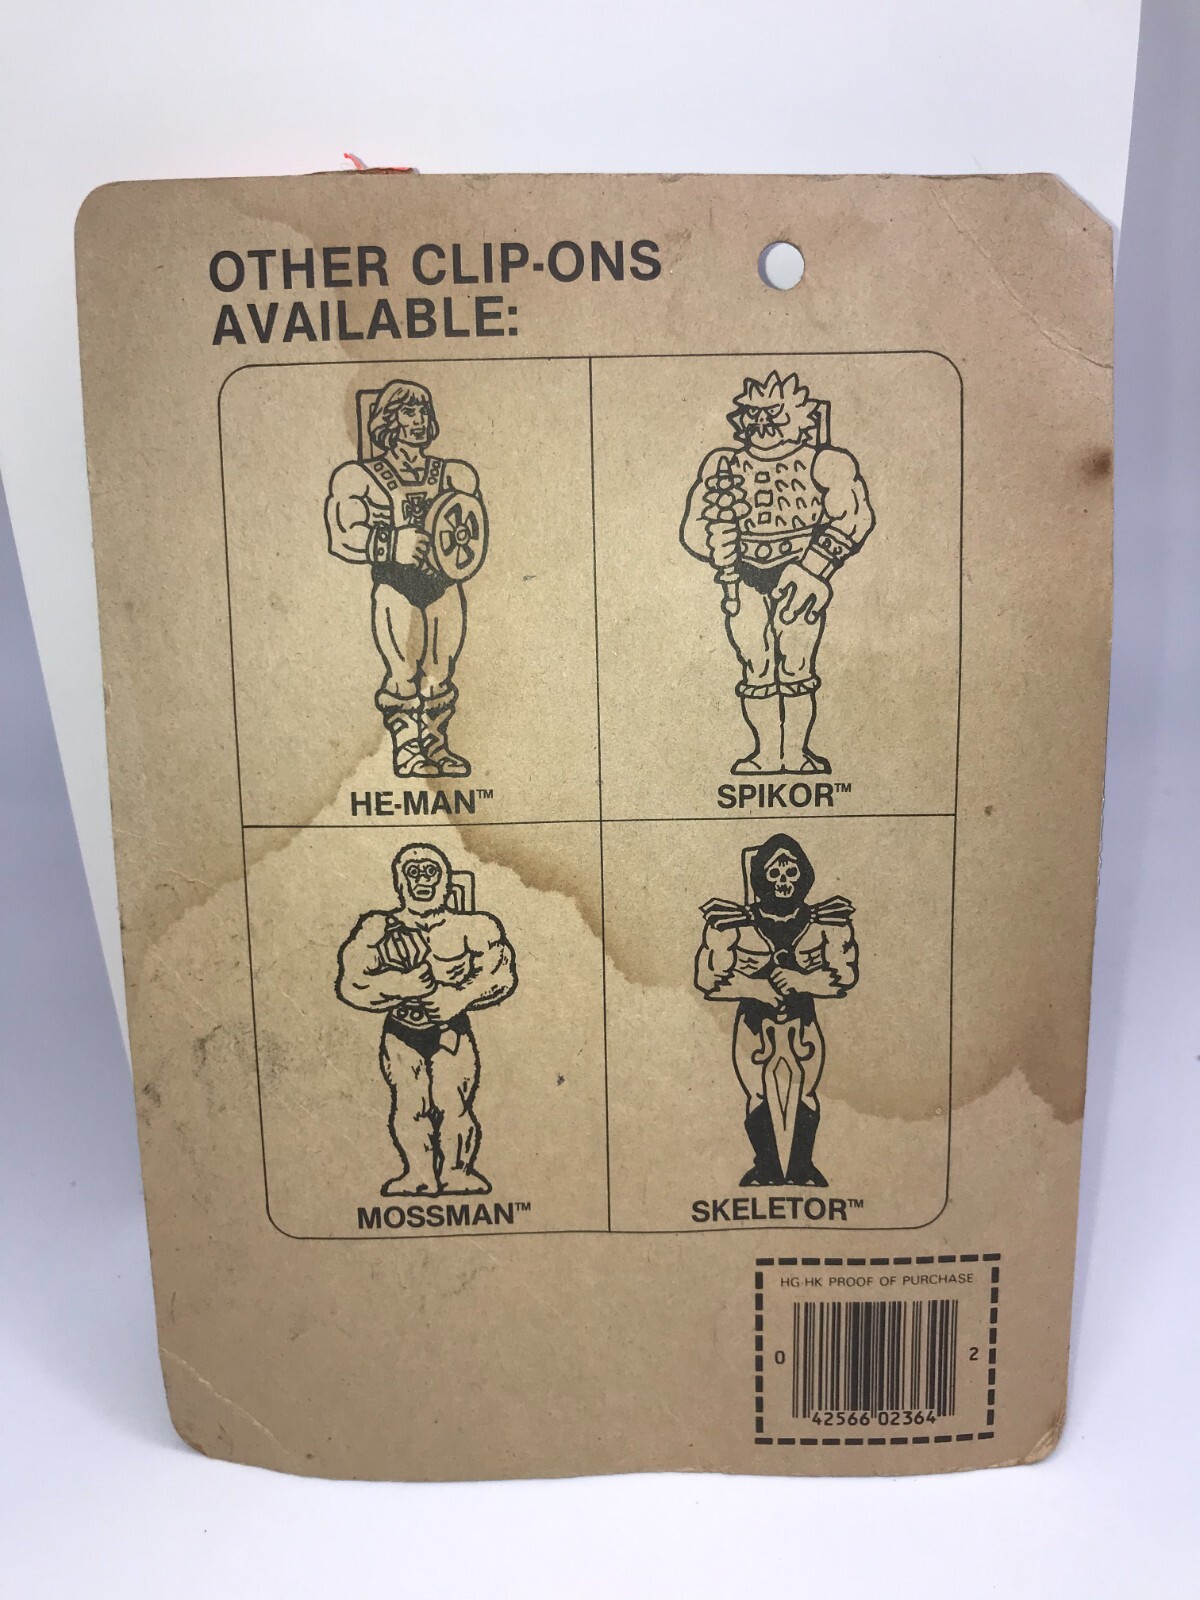 OTHER CLIP-ONS
AVAILABLE:
HE-MAN™
SPIKOR™
MOSSMAN™
SKELETOR™
HG-HK PROOF OF PURCHASE
0 2
42566 02364